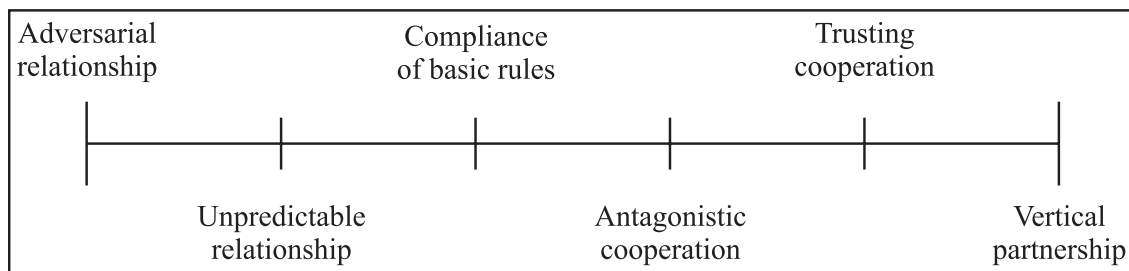 Adversarial
relationship
Compliance
of basic rules
Trusting
cooperation
Unpredictable
relationship
Antagonistic
cooperation
Vertical
partnership